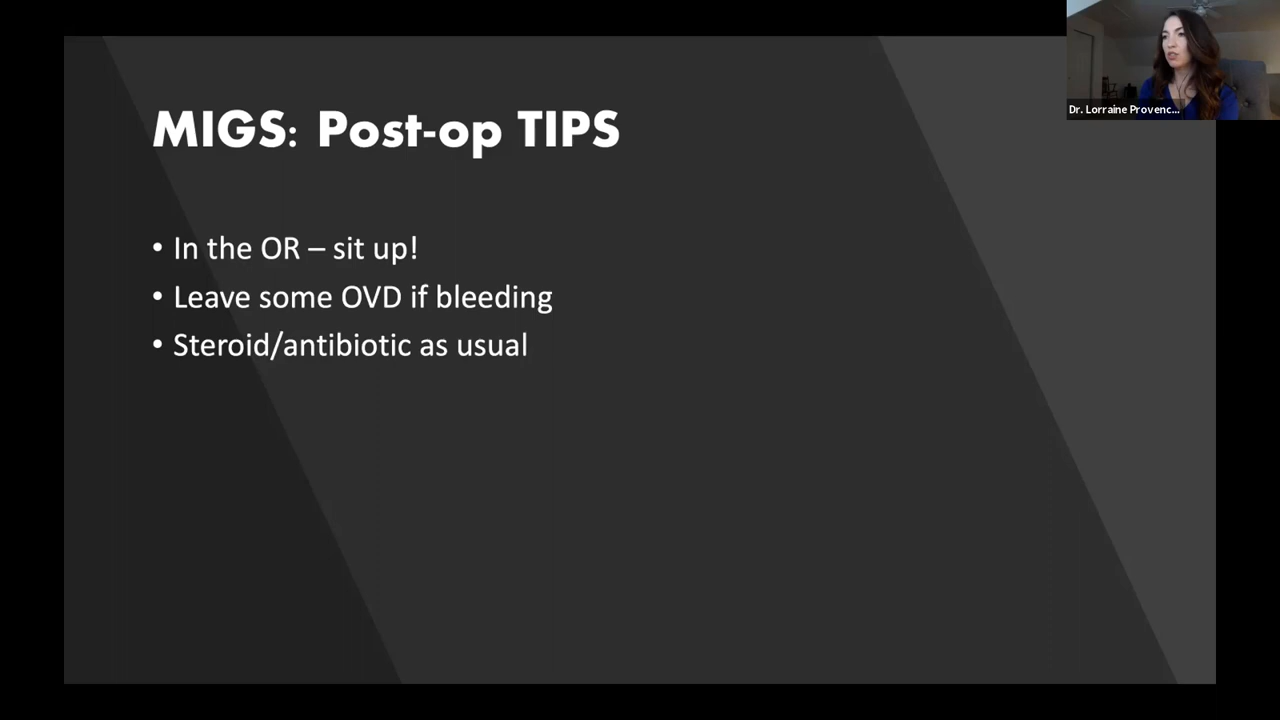 MIGS: Post-op TIPS
• In the OR – sit up!
• Leave some OVD if bleeding
• Steroid/antibiotic as usual
Dr. Lorraine Provenc...